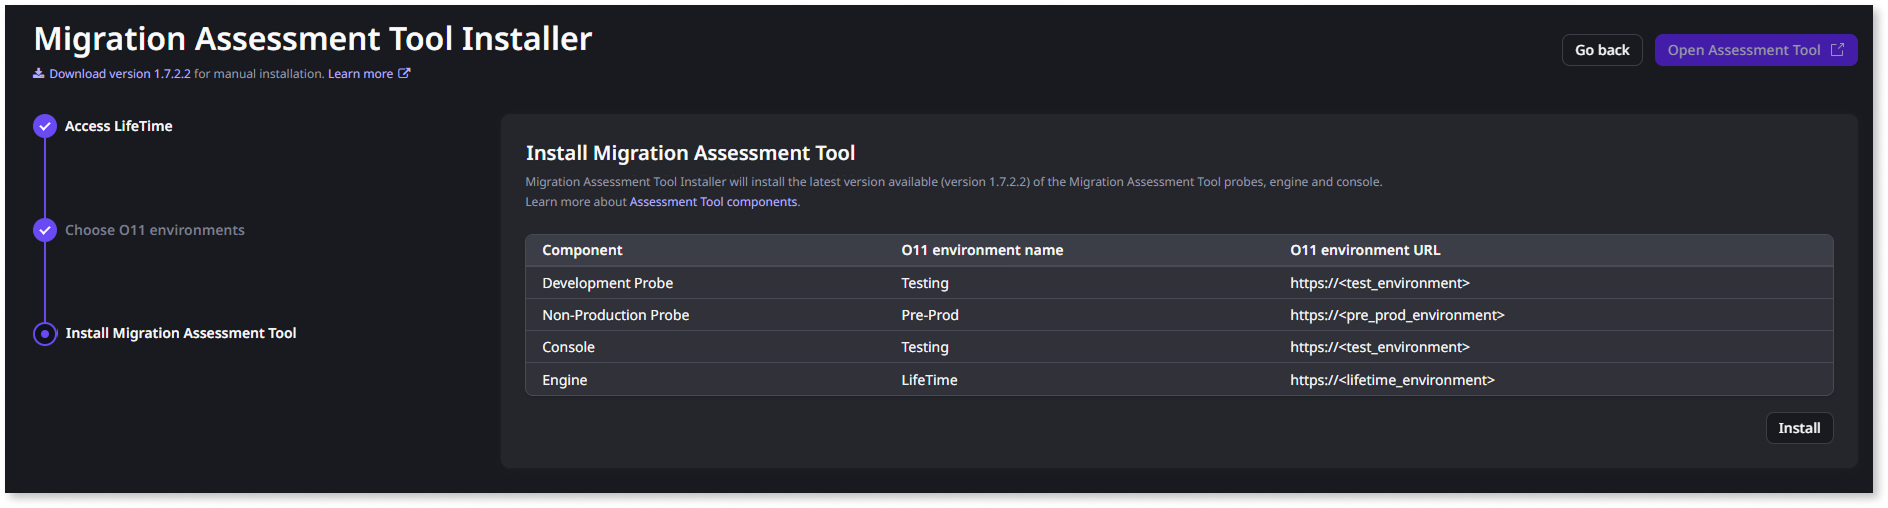 Migration Assessment Tool Installer
Download version 1.7.2.2 for manual installation. Learn more
Go back
Open Assessment Tool
Access LifeTime
Choose O11 environments
Install Migration Assessment Tool
Install Migration Assessment Tool
Migration Assessment Tool Installer will install the latest version available (version 1.7.2.2) of the Migration Assessment Tool probes, engine and console.
Learn more about Assessment Tool components.
Component O11 environment name O11 environment URL
Development Probe Testing https://<test_environment>
Non-Production Probe Pre-Prod https://<pre_prod_environment>
Console Testing https://<test_environment>
Engine LifeTime https://<lifetime_environment>
Install